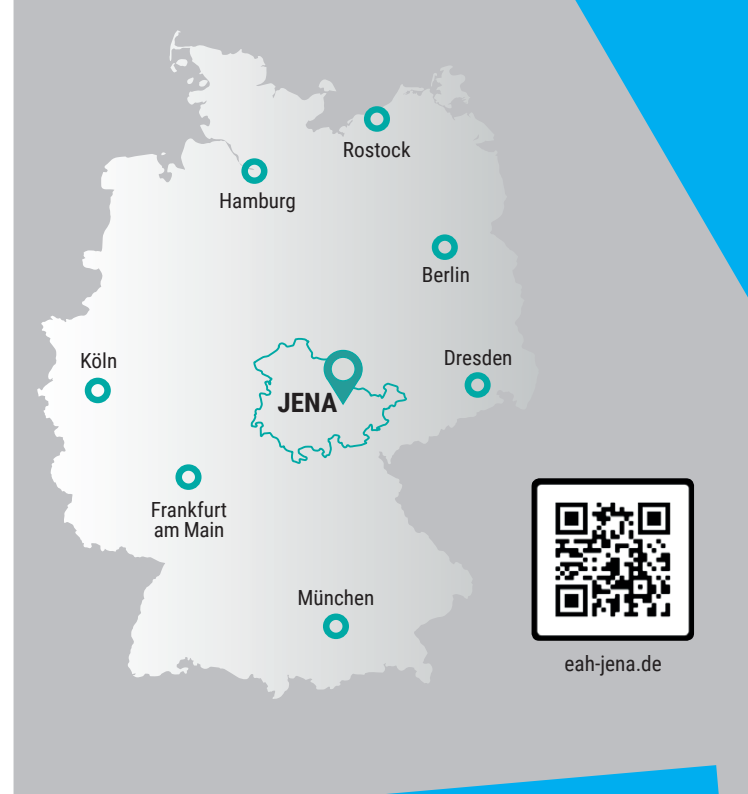 Rostock
Hamburg
Berlin
Köln
Dresden
JENA
Frankfurt
am Main
München
eah-jena.de